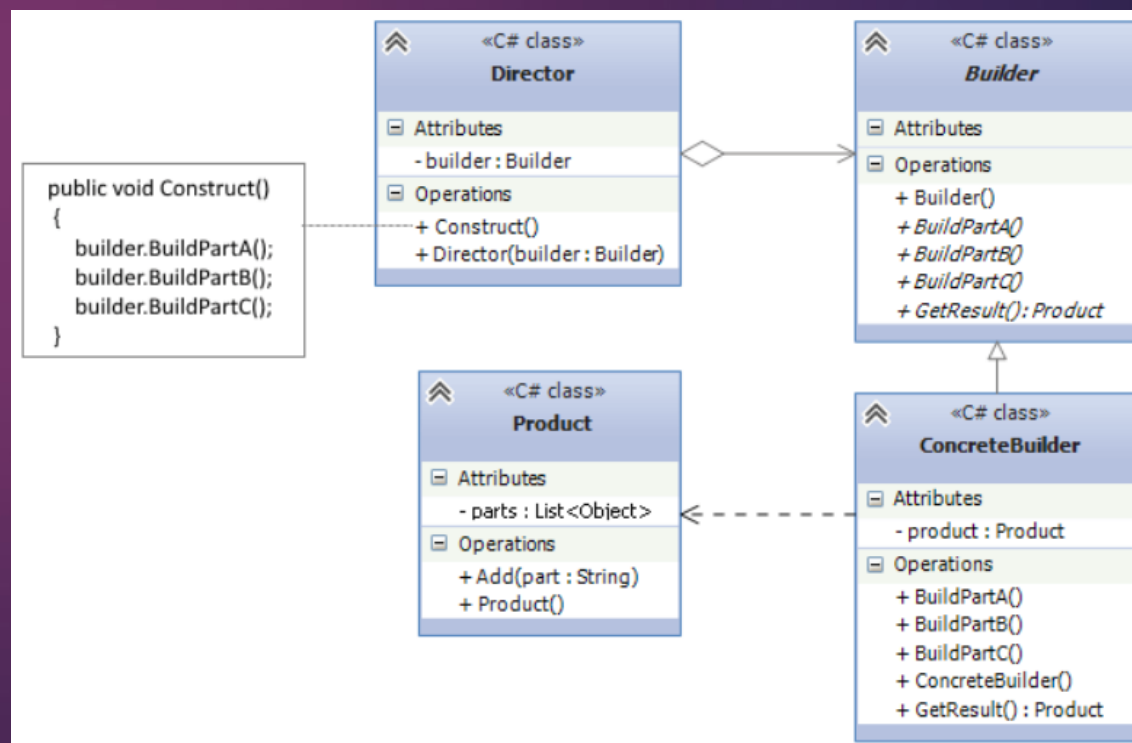 «C# class»
Director
Attributes
- builder : Builder
Operations
+ Construct()
+ Director(builder : Builder)
«C# class»
Builder
Attributes
Operations
+ Builder()
+ BuildPartA()
+ BuildPartB()
+ BuildPartC()
+ GetResult() : Product
public void Construct()
{
builder.BuildPartA();
builder.BuildPartB();
builder.BuildPartC();
}
«C# class»
Product
Attributes
- parts : List<Object>
Operations
+ Add(part : String)
+ Product()
«C# class»
ConcreteBuilder
Attributes
- product : Product
Operations
+ BuildPartA()
+ BuildPartB()
+ BuildPartC()
+ ConcreteBuilder()
+ GetResult() : Product